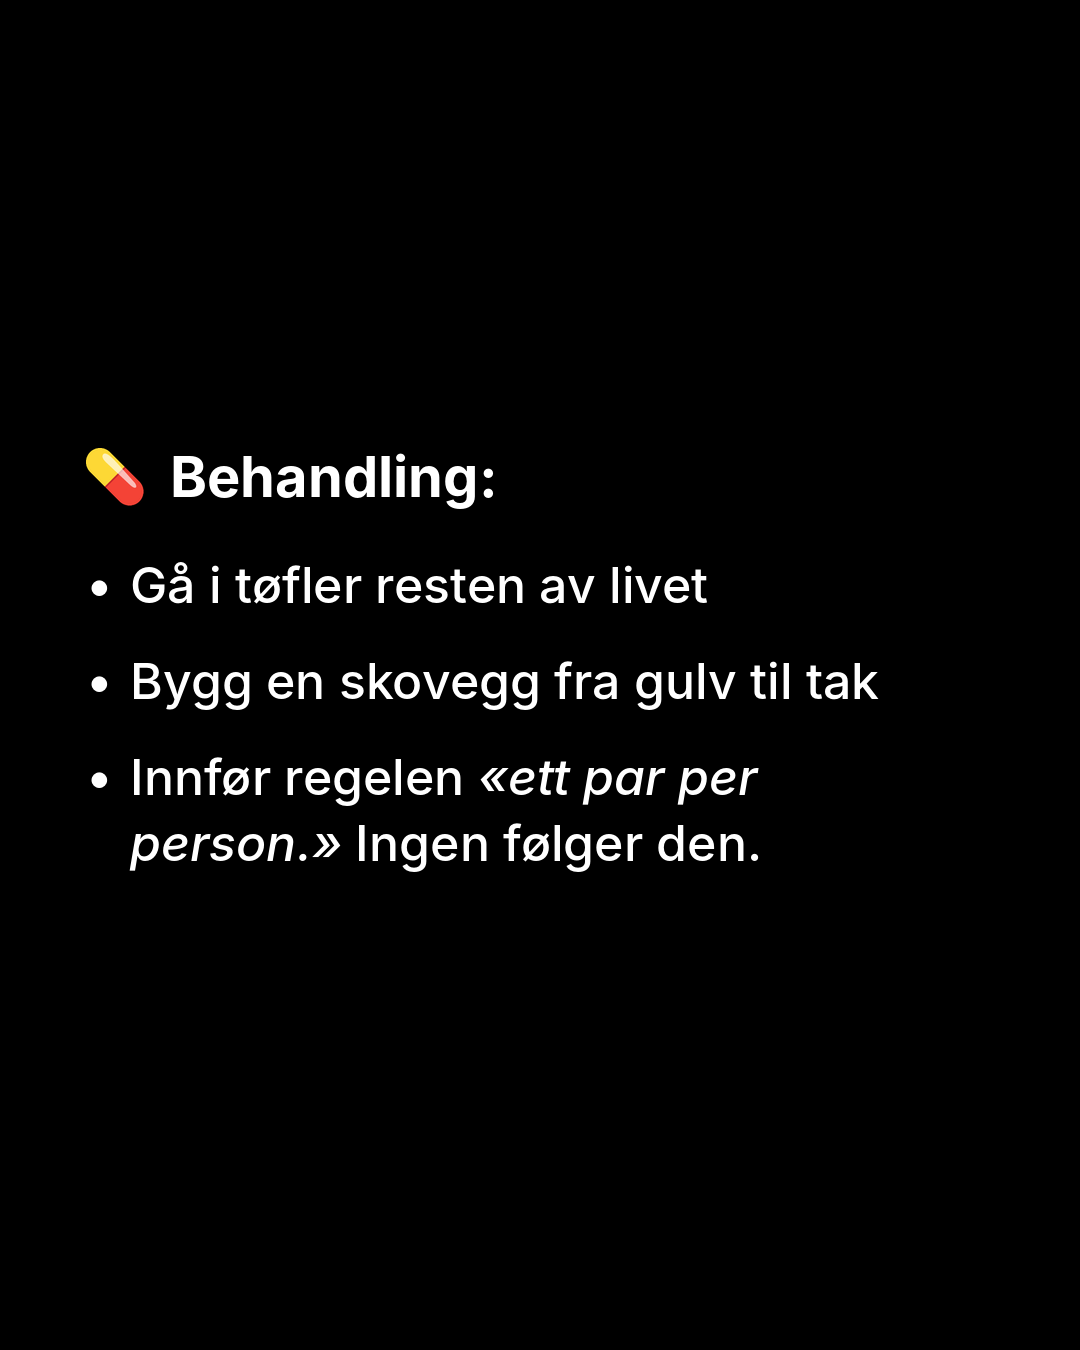 💊 Behandling:
• Gå i tøfler resten av livet
• Bygg en skovegg fra gulv til tak
• Innfør regelen «ett par per
person.» Ingen følger den.